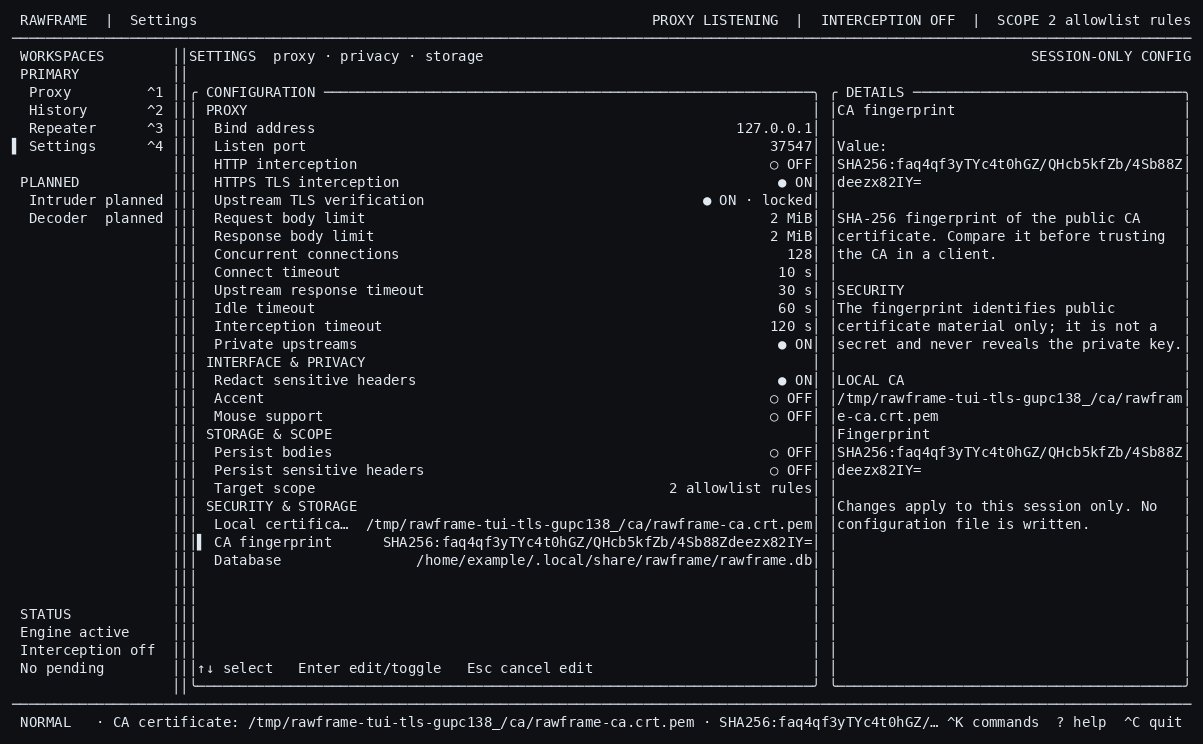 RAWFRAME | Settings PROXY LISTENING | INTERCEPTION OFF | SCOPE 2 allowlist rules
WORKSPACES
PRIMARY
Proxy ^1
History ^2
Repeater ^3
Settings ^4
PLANNED
Intruder planned
Decoder planned
STATUS
Engine active
Interception off
No pending
SETTINGS proxy · privacy · storage SESSION-ONLY CONFIG
CONFIGURATION
PROXY
Bind address 127.0.0.1
Listen port 37547
HTTP interception ○ OFF
HTTPS TLS interception ● ON
Upstream TLS verification ● ON · locked
Request body limit 2 MiB
Response body limit 2 MiB
Concurrent connections 128
Connect timeout 10 s
Upstream response timeout 30 s
Idle timeout 60 s
Interception timeout 120 s
Private upstreams ● ON
INTERFACE & PRIVACY
Redact sensitive headers ● ON
Accent ○ OFF
Mouse support ○ OFF
STORAGE & SCOPE
Persist bodies ○ OFF
Persist sensitive headers ○ OFF
Target scope 2 allowlist rules
SECURITY & STORAGE
Local certifica… /tmp/rawframe-tui-tls-gupc138_/ca/rawframe-ca.crt.pem
CA fingerprint SHA256:faq4qf3yTYc4t0hGZ/QHcb5kfZb/4Sb88Zdeezx82IY=
Database /home/example/.local/share/rawframe/rawframe.db
↑↓ select Enter edit/toggle Esc cancel edit
DETAILS
CA fingerprint
Value:
SHA256:faq4qf3yTYc4t0hGZ/QHcb5kfZb/4Sb88Z
deezx82IY=
SHA-256 fingerprint of the public CA
certificate. Compare it before trusting
the CA in a client.
SECURITY
The fingerprint identifies public
certificate material only; it is not a
secret and never reveals the private key.
LOCAL CA
/tmp/rawframe-tui-tls-gupc138_/ca/rawfram
e-ca.crt.pem
Fingerprint
SHA256:faq4qf3yTYc4t0hGZ/QHcb5kfZb/4Sb88Z
deezx82IY=
Changes apply to this session only. No
configuration file is written.
NORMAL · CA certificate: /tmp/rawframe-tui-tls-gupc138_/ca/rawframe-ca.crt.pem · SHA256:faq4qf3yTYc4t0hGZ/… ^K commands ? help ^C quit